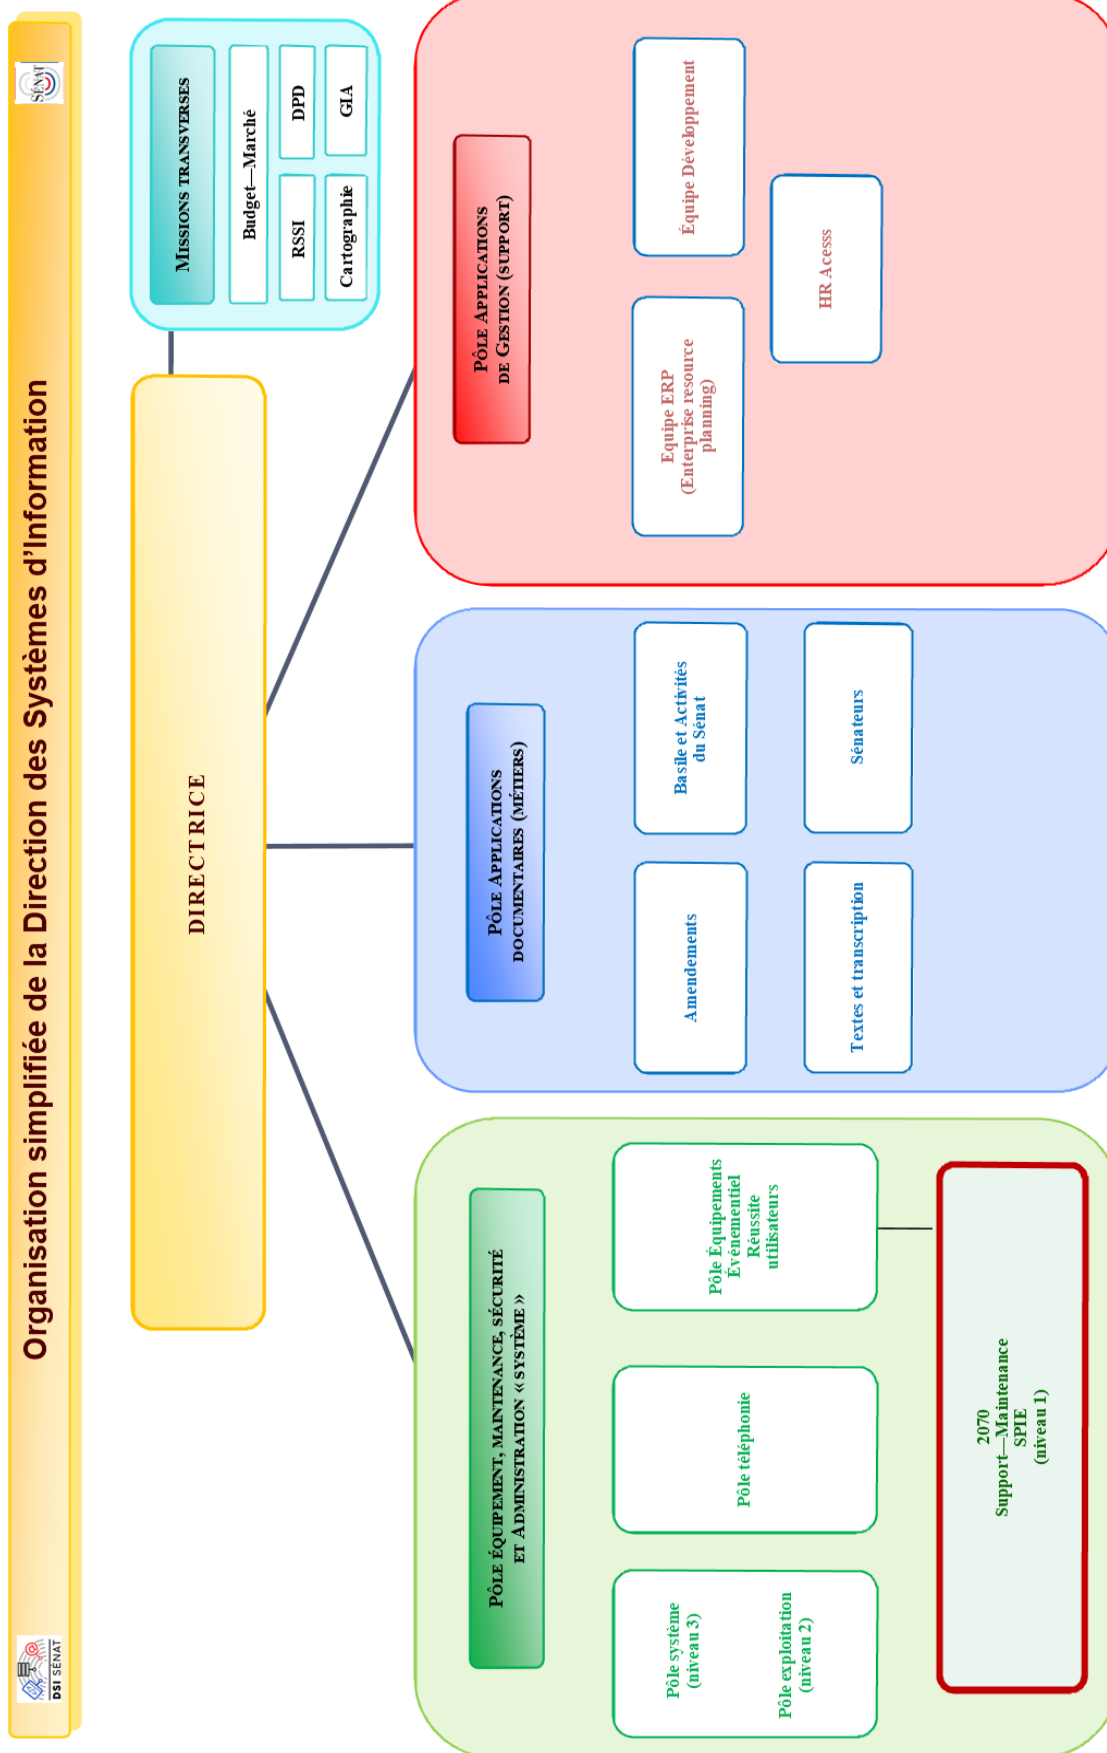 DSI SÉNAT
Organisation simplifiée de la Direction des Systèmes d'Information
SÉNAT
DIRECTRICE
MISSIONS TRANSVERSES
Budget—Marché
RSSI
DPD
Cartographie
GIA
PÔLE ÉQUIPEMENT, MAINTENANCE, SÉCURITÉ
ET ADMINISTRATION « SYSTÈME »
Pôle système
(niveau 3)
Pôle exploitation
(niveau 2)
Pôle téléphonie
Pôle Équipements
Événementiel
Réussite
utilisateurs
2070
Support—Maintenance
SPIE
(niveau 1)
PÔLE APPLICATIONS
DOCUMENTAIRES (MÉTIERS)
Amendements
Basile et Activités
du Sénat
Textes et transcription
Sénateurs
PÔLE APPLICATIONS
DE GESTION (SUPPORT)
Equipe ERP
(Enterprise resource
planning)
Équipe Développement
HR Acesss